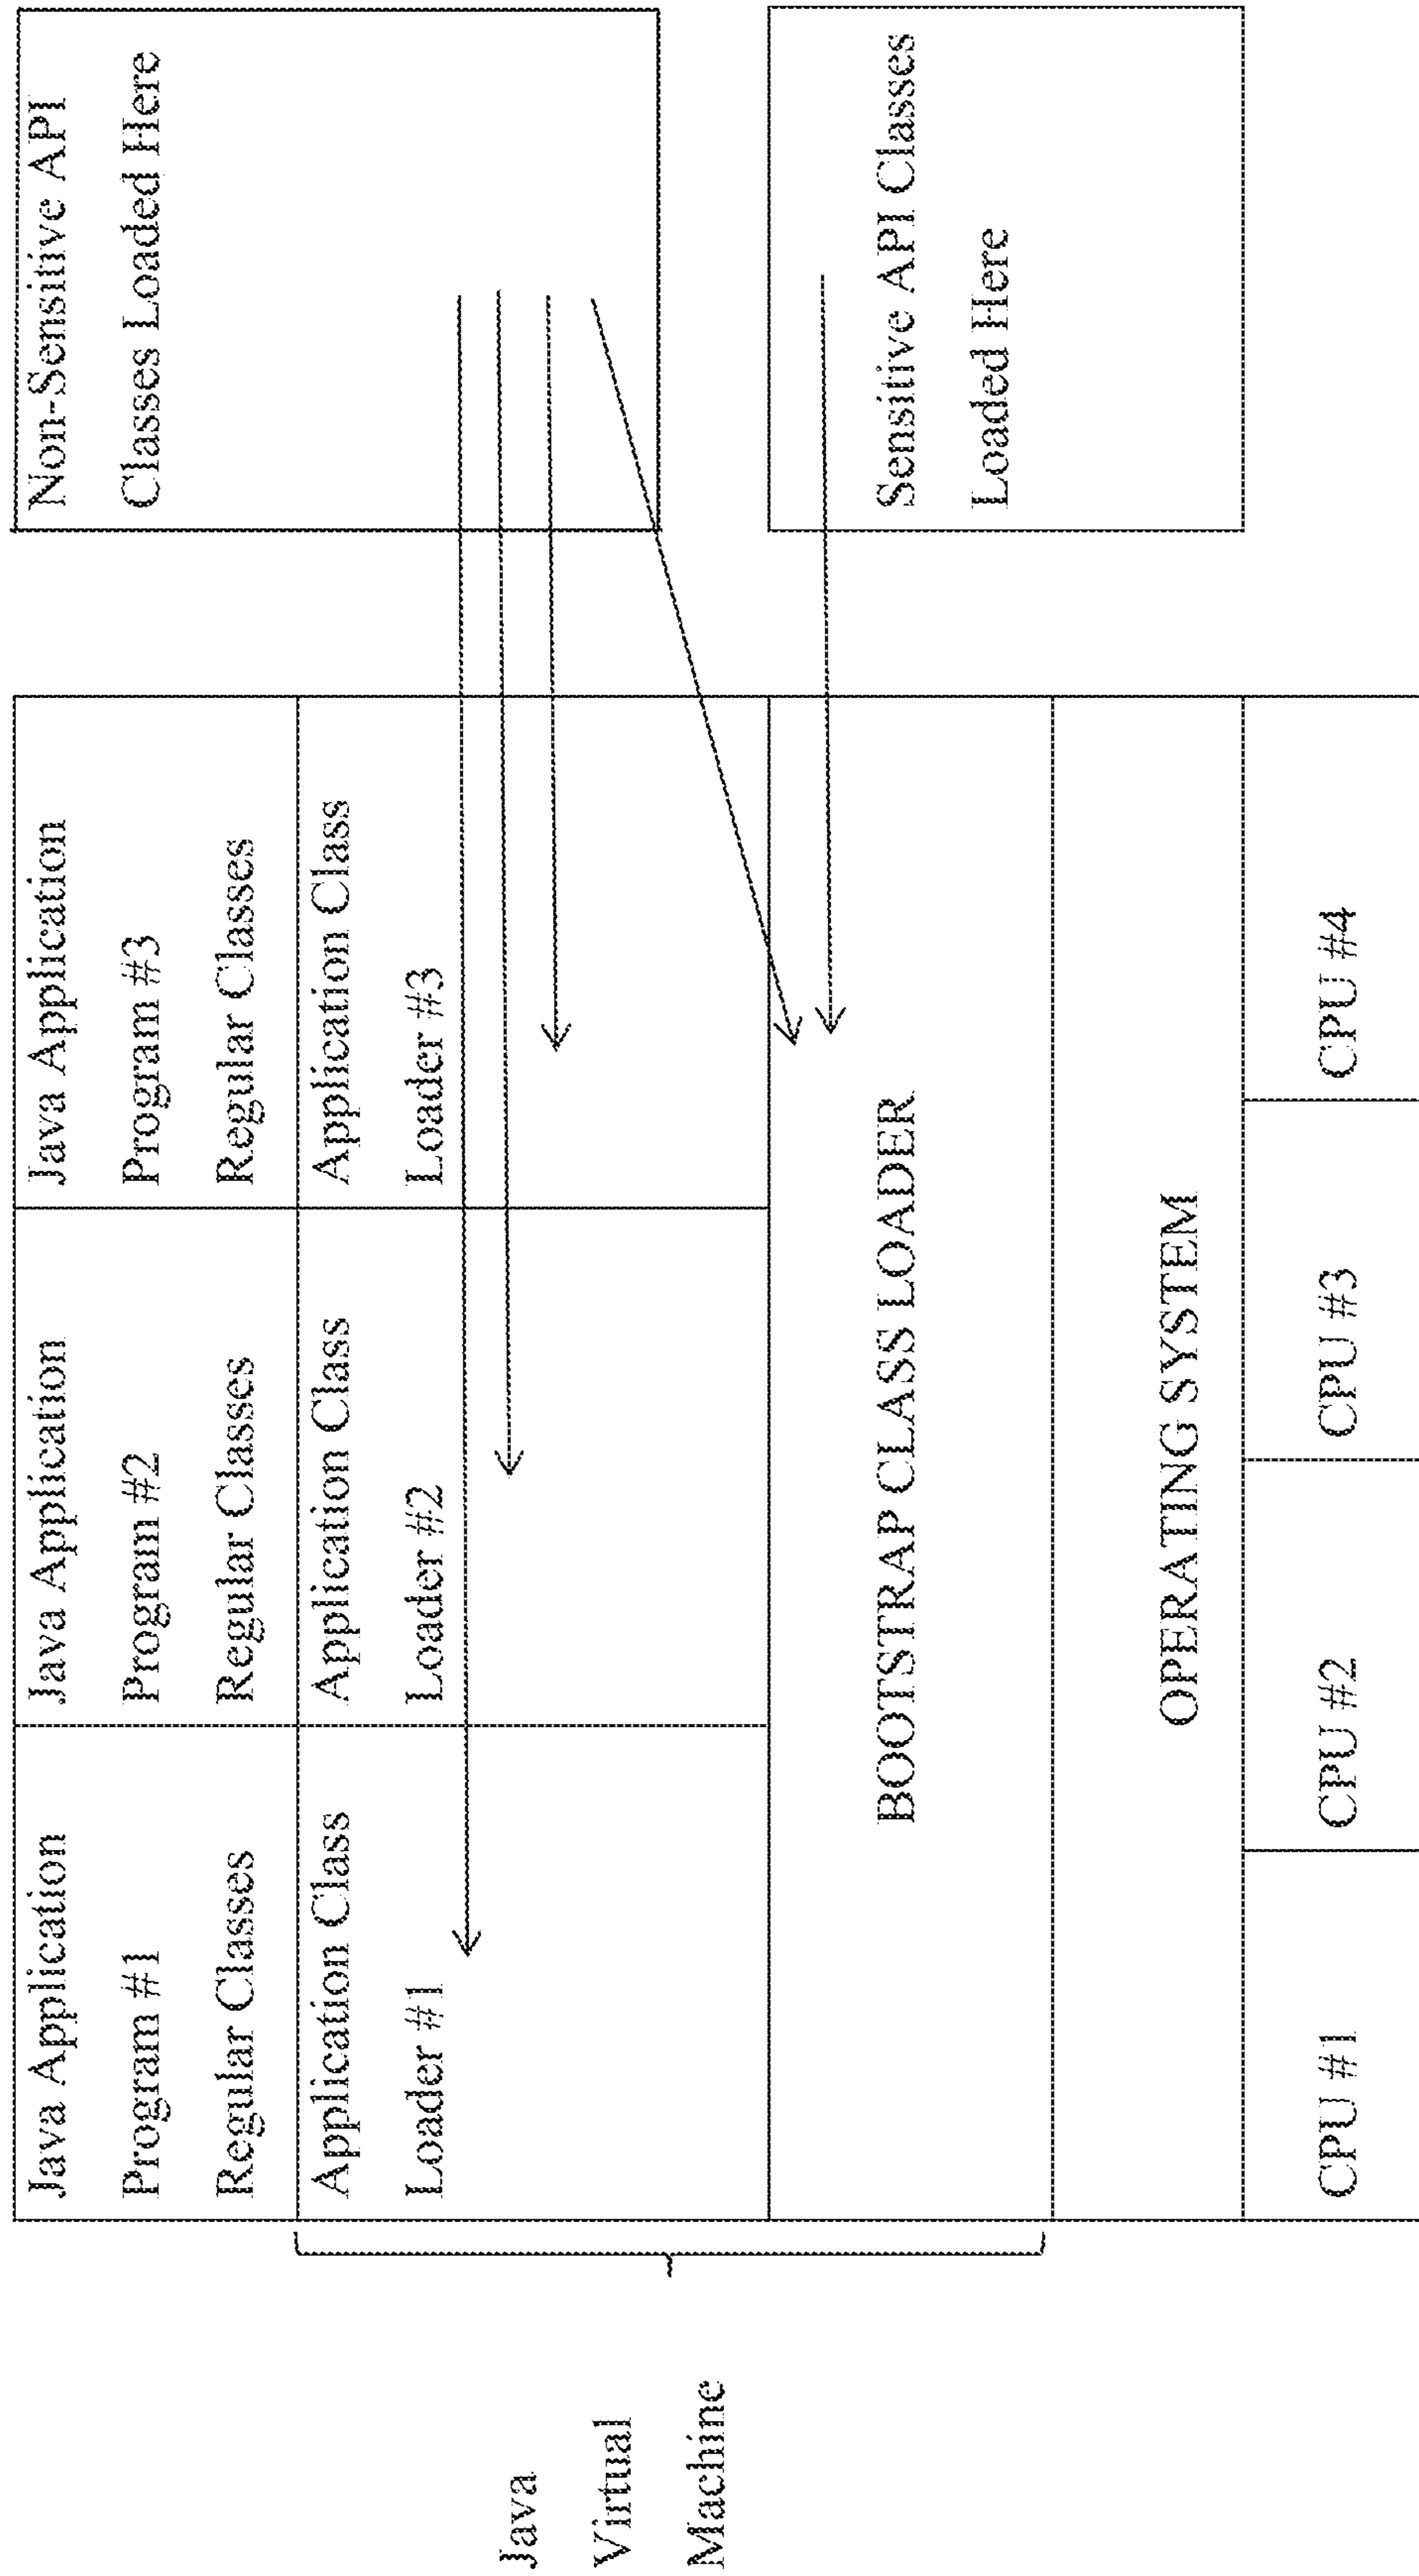 Java Application
Program #1
Regular Classes
Java Application
Program #2
Regular Classes
Java Application
Program #3
Regular Classes
Non-Sensitive API
Classes Loaded Here
Java
Virtual
Machine
Application Class
Loader #1
Application Class
Loader #2
Application Class
Loader #3
BOOTSTRAP CLASS LOADER
Sensitive API Classes
Loaded Here
OPERATING SYSTEM
CPU #1
CPU #2
CPU #3
CPU #4